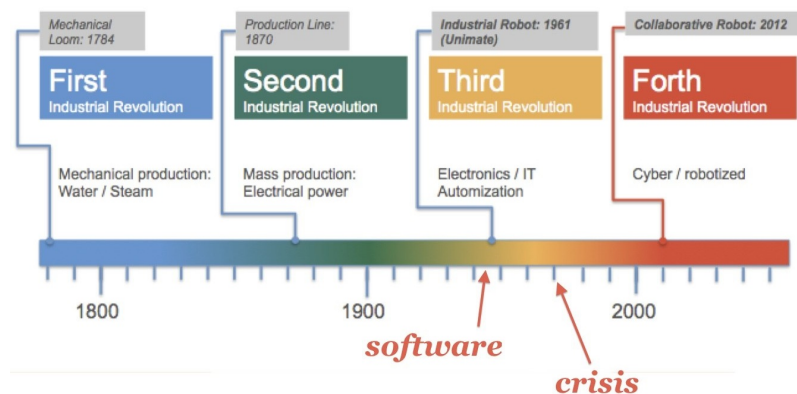 Mechanical
Loom: 1784
Production Line:
1870
Industrial Robot: 1961
(Unimate)
Collaborative Robot: 2012
First
Industrial Revolution
Second
Industrial Revolution
Third
Industrial Revolution
Forth
Industrial Revolution
Mechanical production:
Water / Steam
Mass production:
Electrical power
Electronics / IT
Automization
Cyber / robotized
1800
1900
2000
software
crisis